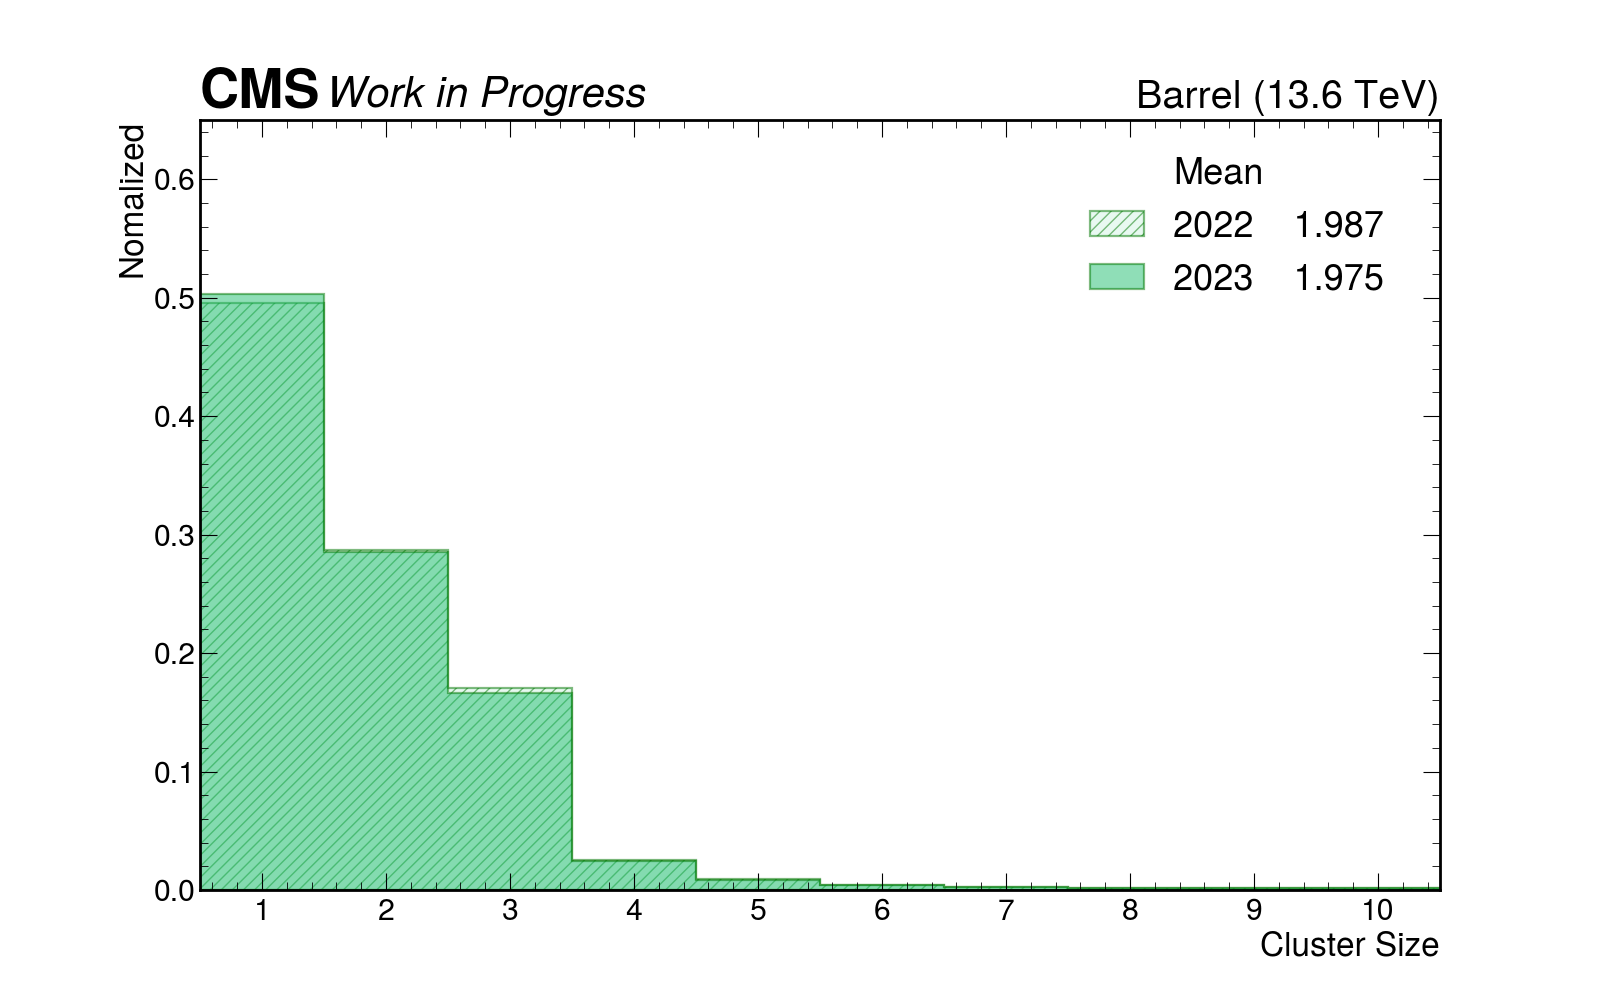 CMS Work in Progress
Barrel (13.6 TeV)
Nomalized
Mean
2022 1.987
2023 1.975
0.6
0.5
0.4
0.3
0.2
0.1
0.0
1 2 3 4 5 6 7 8 9 10
Cluster Size